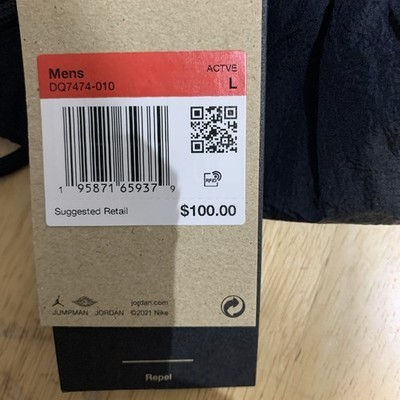 Mens
DQ7474-010
ACTVE
L
1 95871 65937 9
RFID
Suggested Retail
$100.00
jordan.com
JUMPMAN JORDAN ©2021 Nike
Repel